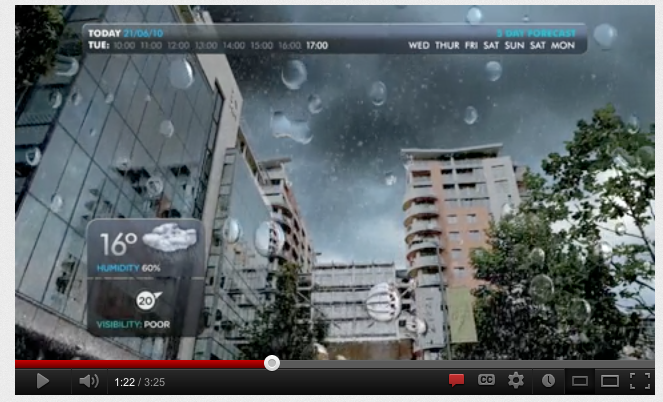 TODAY 21/06/10
3 DAY FORECAST
TUE: 10:00 11:00 12:00 13:00 14:00 15:00 16:00 17:00
WED THUR FRI SAT SUN SAT MON
16°
HUMIDITY 60%
20
VISIBILITY: POOR
1:22 / 3:25
CC